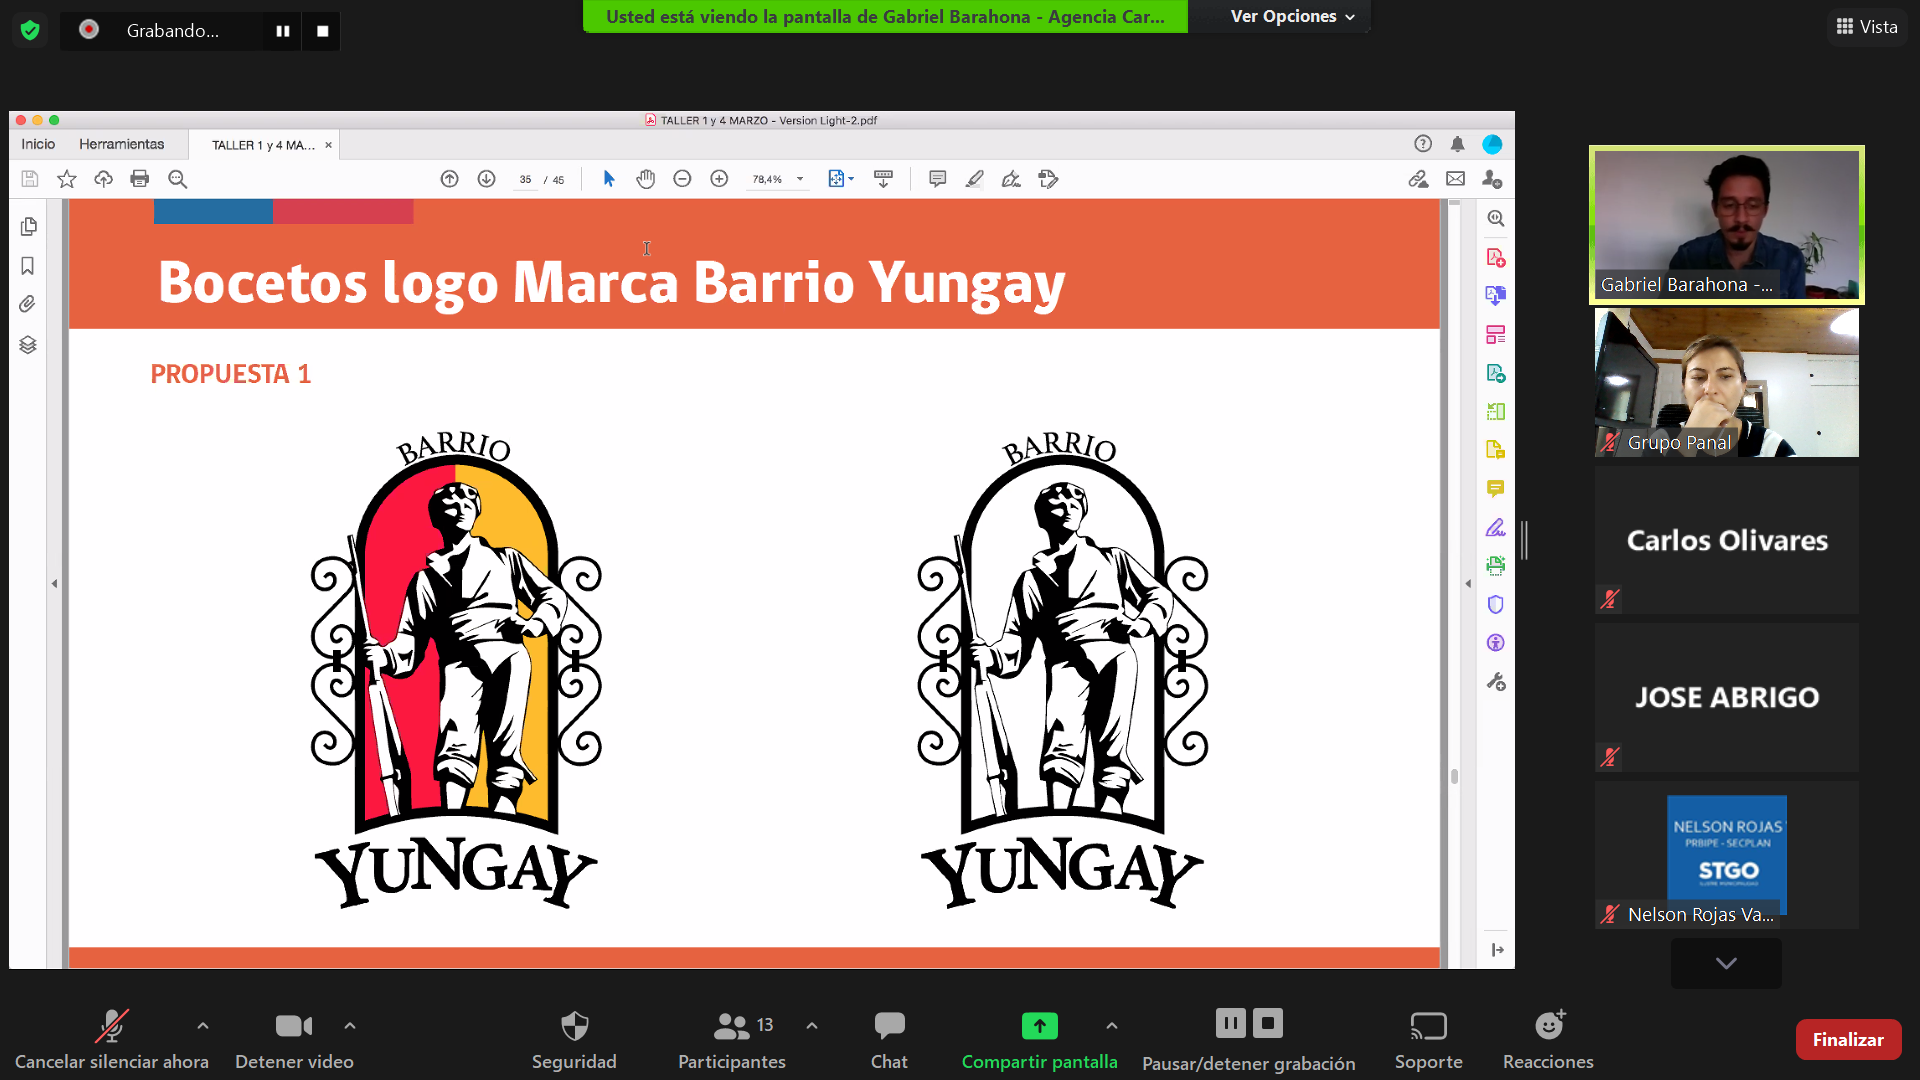 Grabando...
Usted está viendo la pantalla de Gabriel Barahona - Agencia Car...
Ver Opciones
Vista
TALLER 1 y 4 MARZO - Version Light-2.pdf
Inicio
Herramientas
TALLER 1 y 4 MA... ×
35 / 45
78,4%
Bocetos logo Marca Barrio Yungay
PROPUESTA 1
BARRIO
YUNGAY
BARRIO
YUNGAY
Gabriel Barahona -...
Grupo Panal
Carlos Olivares
JOSE ABRIGO
NELSON ROJAS
PRBIPE - SECPLAN
STGO
Nelson Rojas Va...
Cancelar silenciar ahora
Detener video
Seguridad
13
Participantes
Chat
Compartir pantalla
Pausar/detener grabación
Soporte
Reacciones
Finalizar